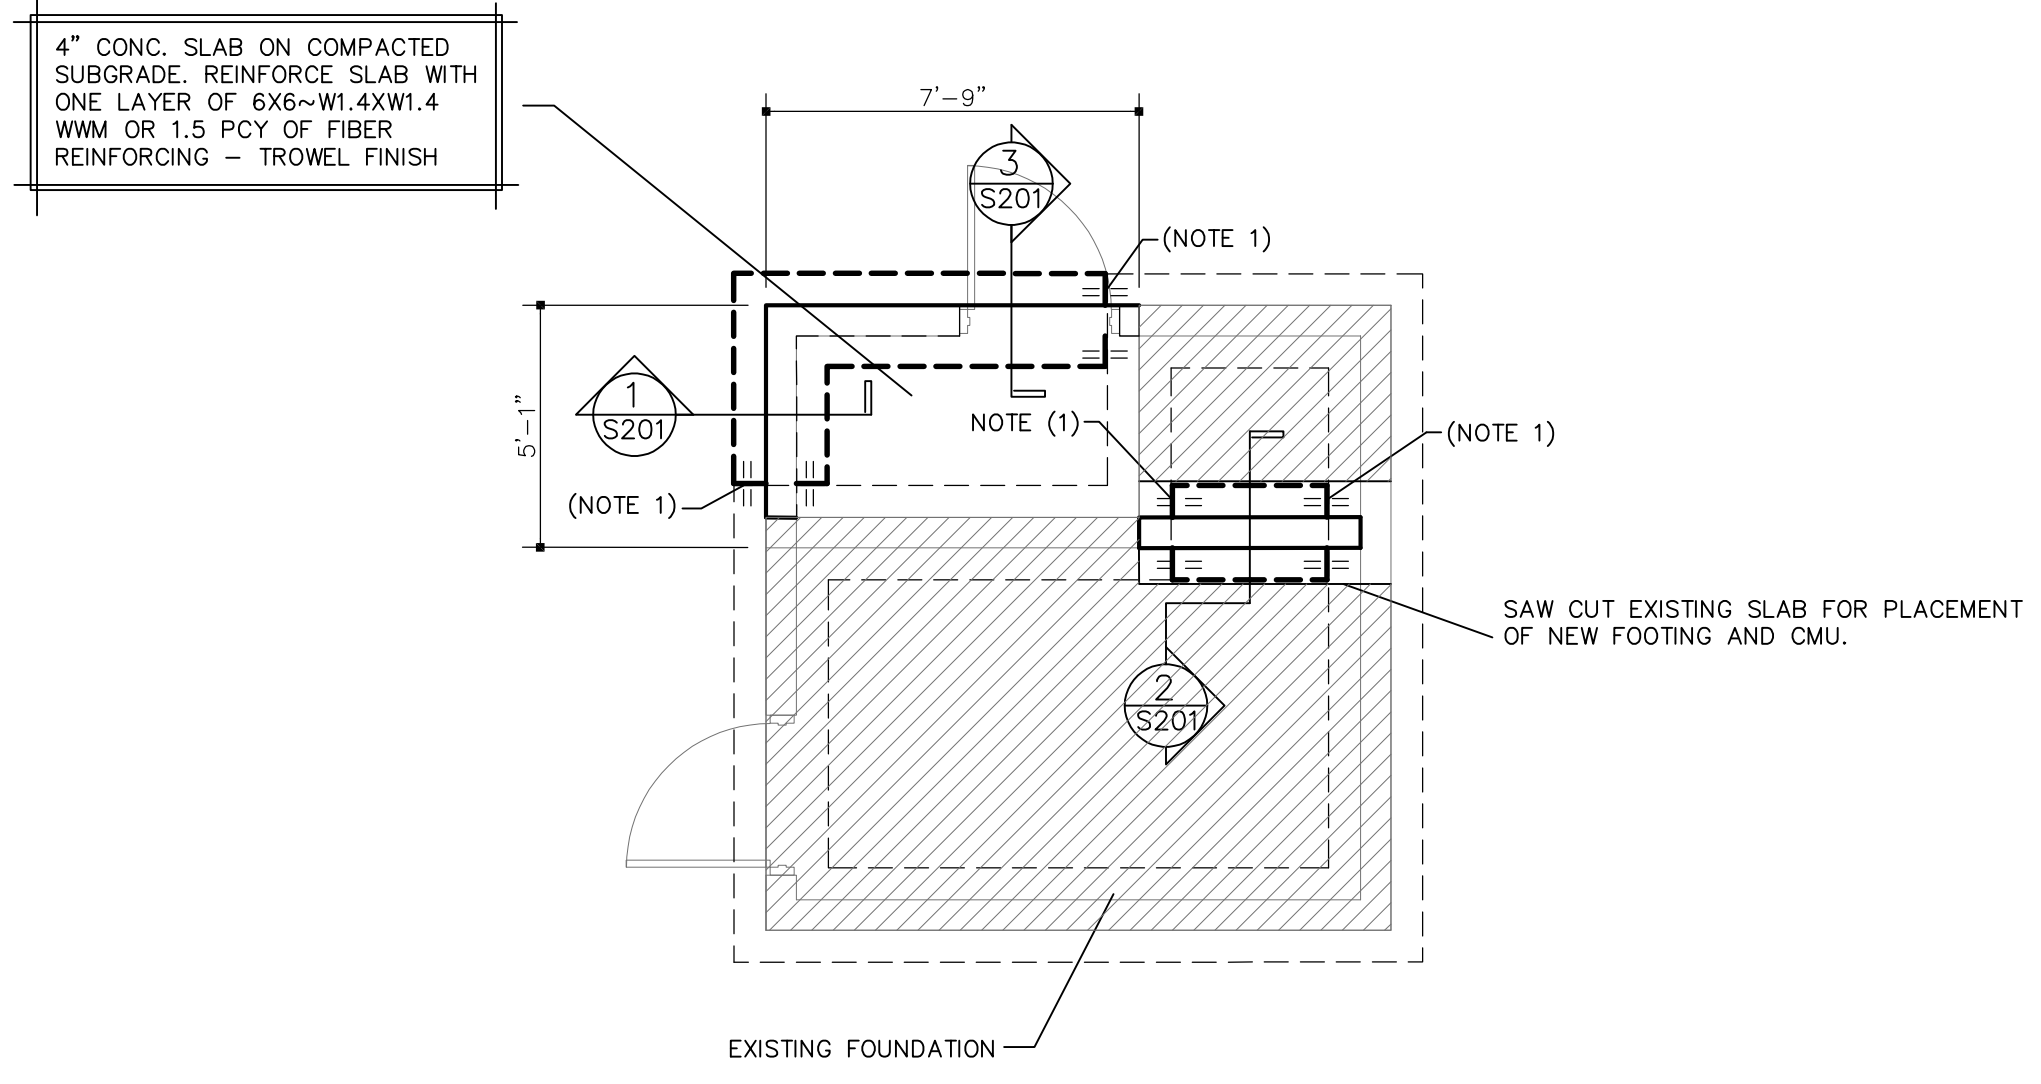 4” CONC. SLAB ON COMPACTED
SUBGRADE. REINFORCE SLAB WITH
ONE LAYER OF 6X6~W1.4XW1.4
WWM OR 1.5 PCY OF FIBER
REINFORCING – TROWEL FINISH
7’–9”
3
S201
(NOTE 1)
1
S201
5’–1”
NOTE (1)
(NOTE 1)
(NOTE 1)
SAW CUT EXISTING SLAB FOR PLACEMENT
OF NEW FOOTING AND CMU.
2
S201
EXISTING FOUNDATION